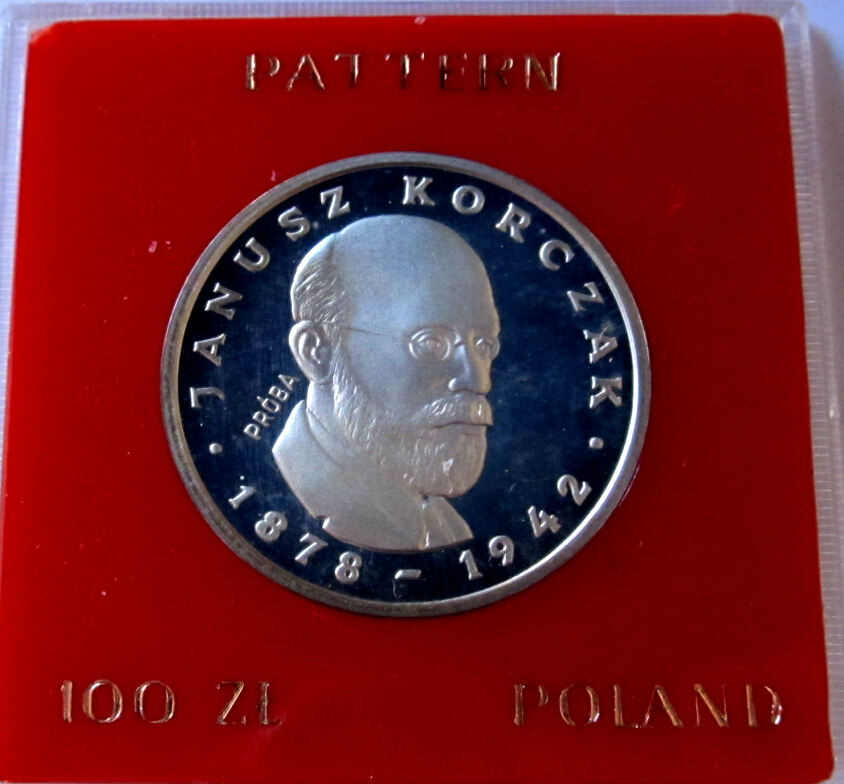 PATTERN
· JANUSZ KORCZAK ·
PRÓBA
1878 – 1942
100 ZŁ POLAND